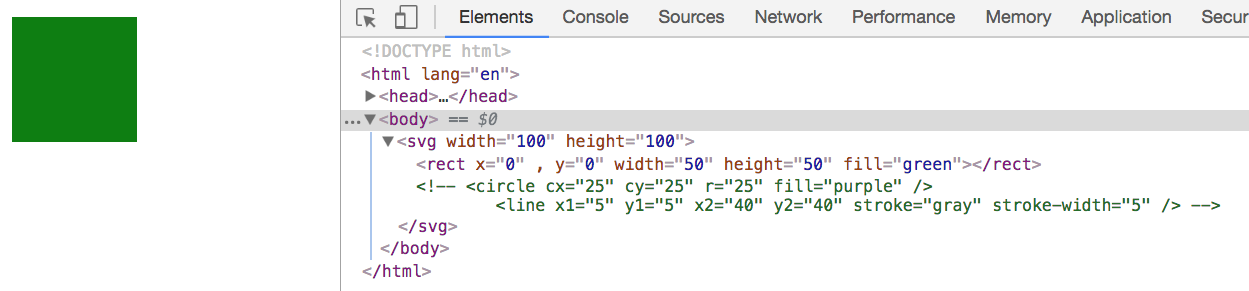 Elements Console Sources Network Performance Memory Application Secur
<!DOCTYPE html>
<html lang="en">
▶<head>…</head>
…▼<body> == $0
▼<svg width="100" height="100">
<rect x="0" , y="0" width="50" height="50" fill="green"></rect>
<!-- <circle cx="25" cy="25" r="25" fill="purple" />
<line x1="5" y1="5" x2="40" y2="40" stroke="gray" stroke-width="5" /> -->
</svg>
</body>
</html>